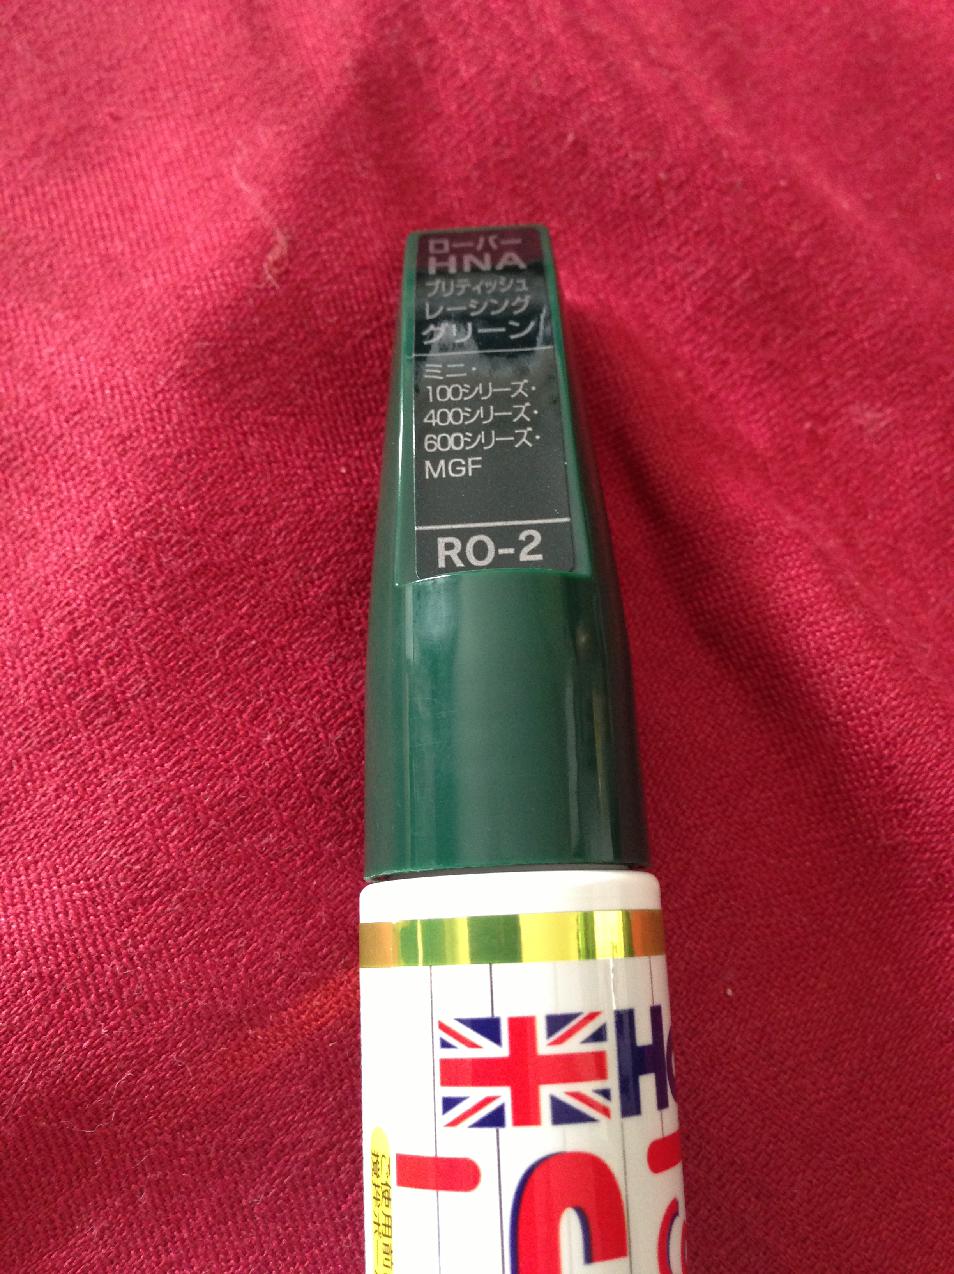 ローバー
HNA
ブリティッシュ
レーシング
グリーン
ミニ・
100シリーズ・
400シリーズ・
600シリーズ・
MGF
RO-2